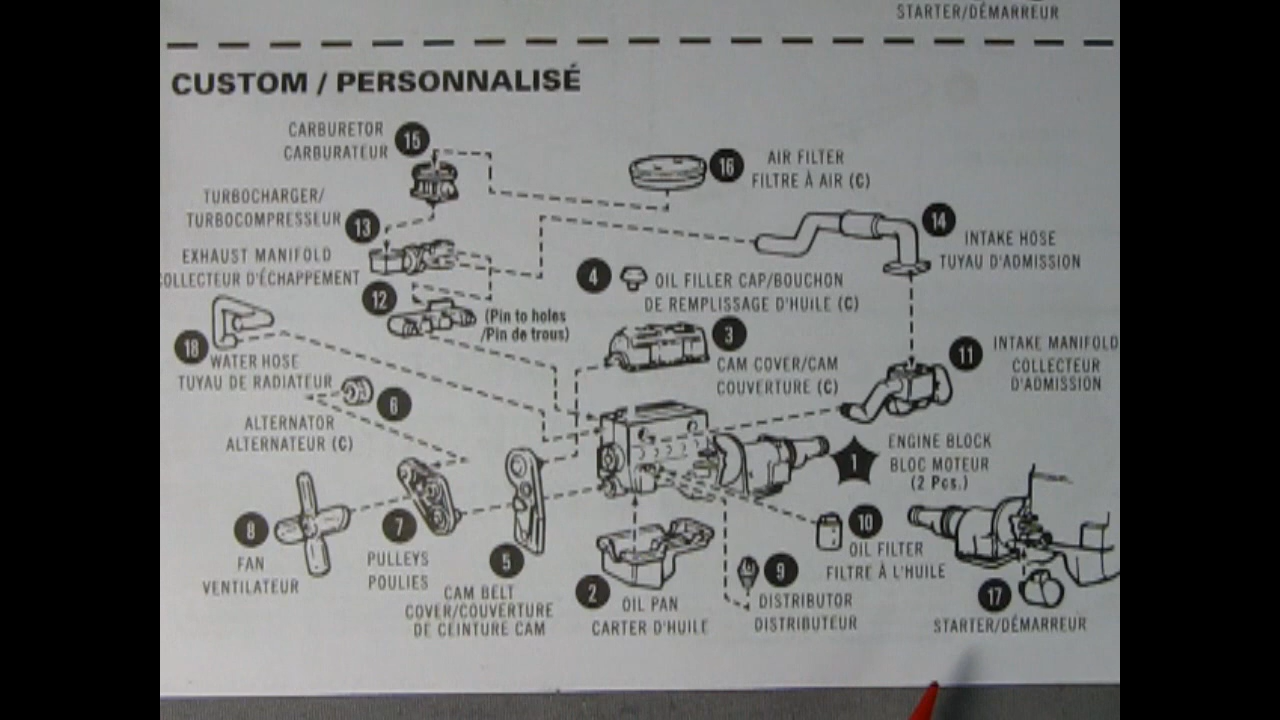 STARTER/DÉMARREUR
CUSTOM / PERSONNALISÉ
CARBURETOR
CARBURATEUR
15
16
AIR FILTER
FILTRE À AIR (C)
TURBOCHARGER/
TURBOCOMPRESSEUR
13
14
INTAKE HOSE
TUYAU D'ADMISSION
EXHAUST MANIFOLD
COLLECTEUR D'ÉCHAPPEMENT
12
4
OIL FILLER CAP/BOUCHON
DE REMPLISSAGE D'HUILE (C)
(Pin to holes
/Pin de trous)
18
WATER HOSE
TUYAU DE RADIATEUR
3
CAM COVER/CAM
COUVERTURE (C)
11
INTAKE MANIFOLD
COLLECTEUR
D'ADMISSION
6
ALTERNATOR
ALTERNATEUR (C)
1
ENGINE BLOCK
BLOC MOTEUR
(2 Pcs.)
8
FAN
VENTILATEUR
7
PULLEYS
POULIES
5
CAM BELT
COVER/COUVERTURE
DE CEINTURE CAM
2
OIL PAN
CARTER D'HUILE
9
DISTRIBUTOR
DISTRIBUTEUR
10
OIL FILTER
FILTRE À L'HUILE
17
STARTER/DÉMARREUR